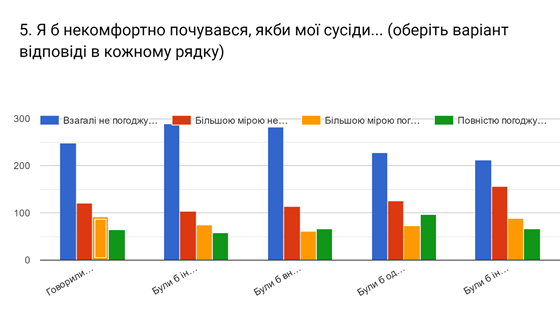 5. Я б некомфортно почувався, якби мої сусіди... (оберіть варіант
відповіді в кожному рядку)
300
Взагалі не погоджу…
Більшою мірою не…
Більшою мірою пог…
Повністю погоджу…
200
100
0
Говорили…
Були б ін…
Були б вн…
Були б од…
Були б ін…